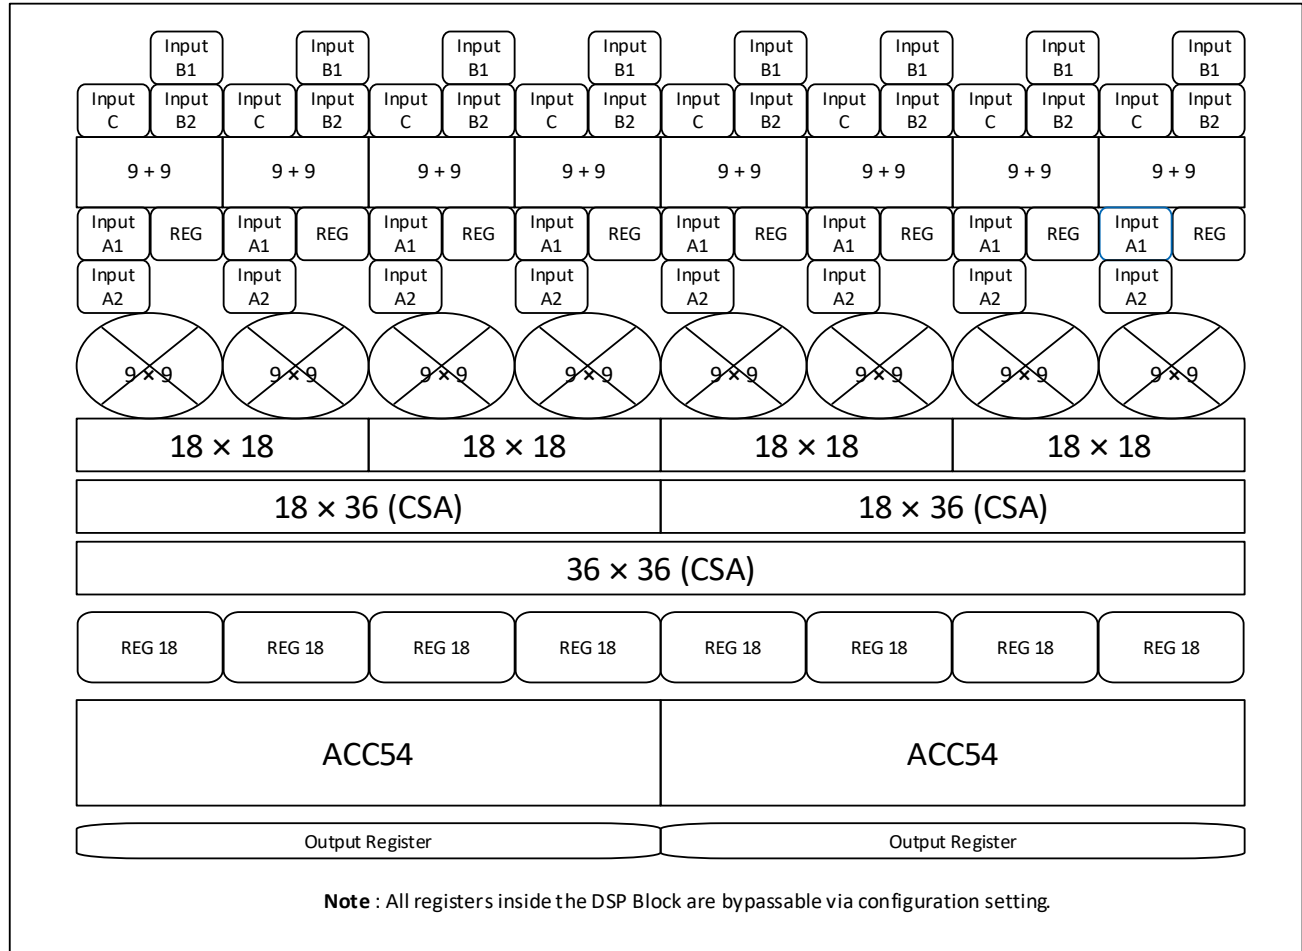 Input B1 Input B1 Input B1 Input B1 Input B1 Input B1 Input B1 Input B1
Input C Input B2 Input C Input B2 Input C Input B2 Input C Input B2 Input C Input B2 Input C Input B2 Input C Input B2 Input C Input B2
9 + 9 9 + 9 9 + 9 9 + 9 9 + 9 9 + 9 9 + 9 9 + 9
Input A1 REG Input A1 REG Input A1 REG Input A1 REG Input A1 REG Input A1 REG Input A1 REG Input A1 REG
Input A2 Input A2 Input A2 Input A2 Input A2 Input A2 Input A2 Input A2
9 × 9 9 × 9 9 × 9 9 × 9 9 × 9 9 × 9 9 × 9 9 × 9
18 × 18 18 × 18 18 × 18 18 × 18
18 × 36 (CSA) 18 × 36 (CSA)
36 × 36 (CSA)
REG 18 REG 18 REG 18 REG 18 REG 18 REG 18 REG 18 REG 18
ACC54 ACC54
Output Register Output Register
Note : All registers inside the DSP Block are bypassable via configuration setting.